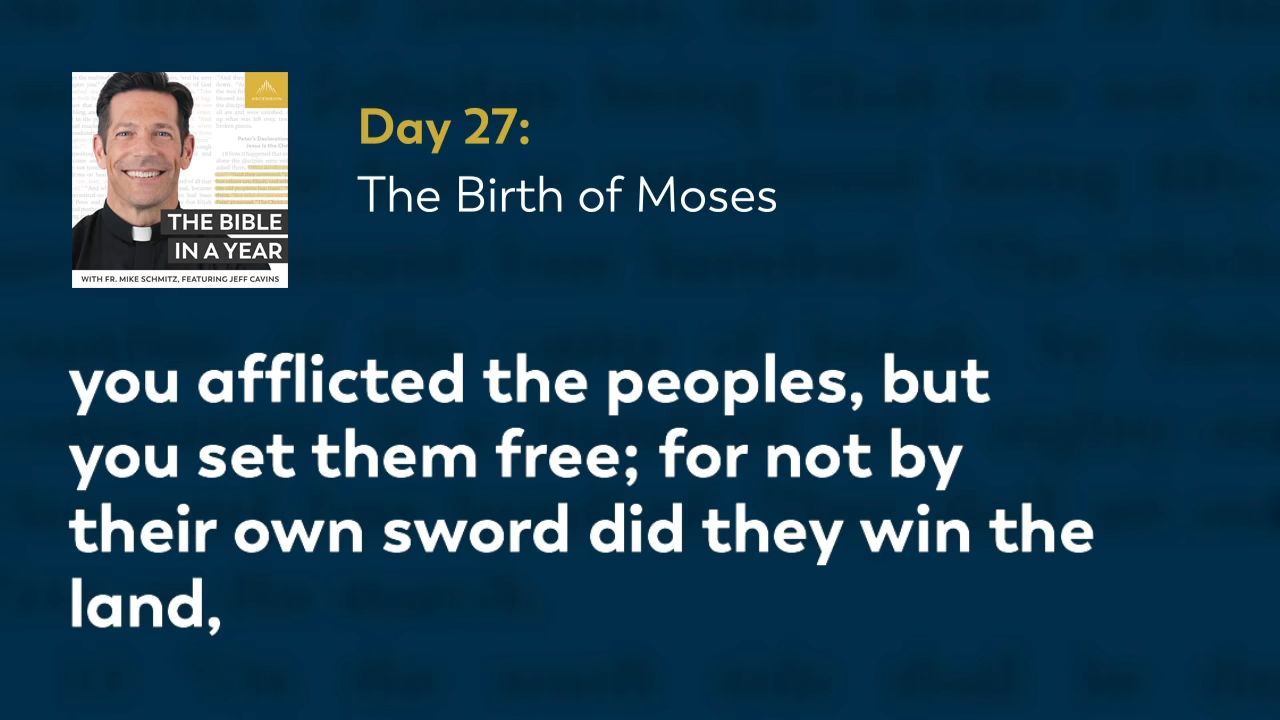 Day 27:
The Birth of Moses
ASCENSION
THE BIBLE
IN A YEAR
WITH FR. MIKE SCHMITZ, FEATURING JEFF CAVINS
you afflicted the peoples, but
you set them free; for not by
their own sword did they win the
land,